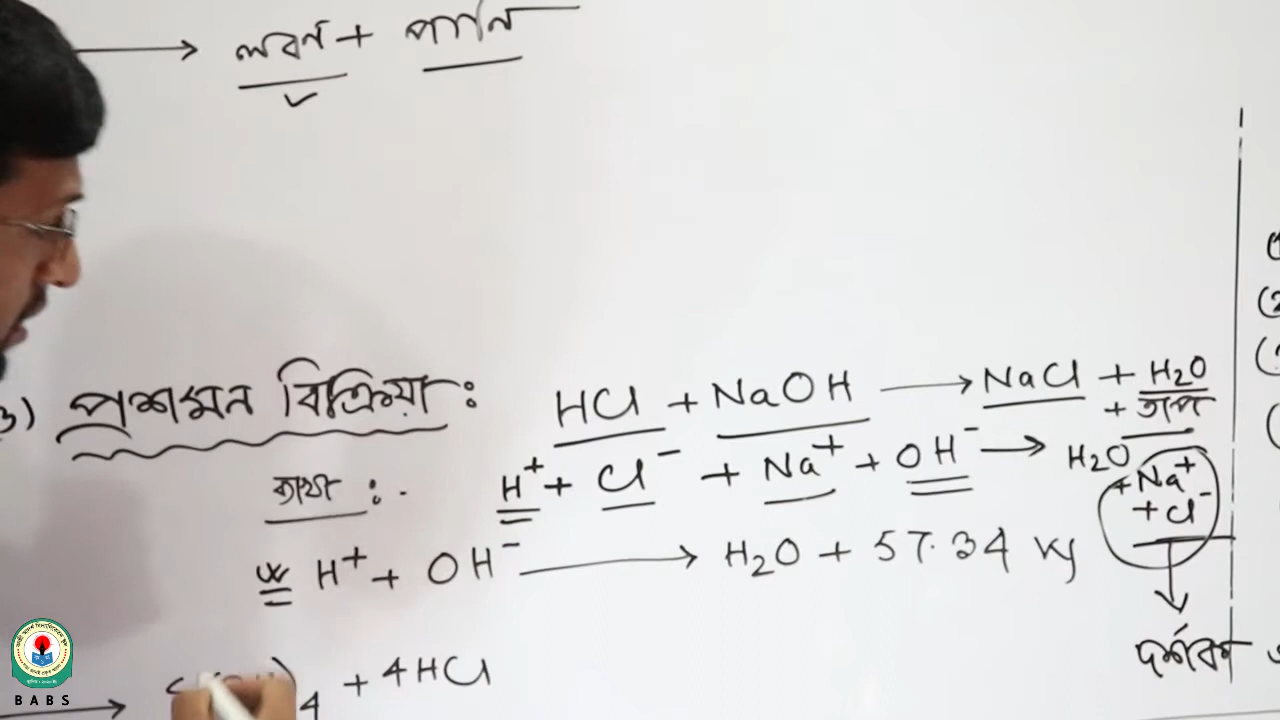 ⟶ লবন + পানি
৩) প্রশমন বিক্রিয়া : HCl + NaOH ⟶ NaCl + H₂O
+ তাপ
ব্যাখ্যা : H⁺ + Cl⁻ + Na⁺ + OH⁻ ⟶ H₂O
+ Na⁺
+ Cl⁻
H⁺ + OH⁻ ⟶ H₂O + 57.34 kJ
দর্শক
⟶ 4 + 4HCl
BABS